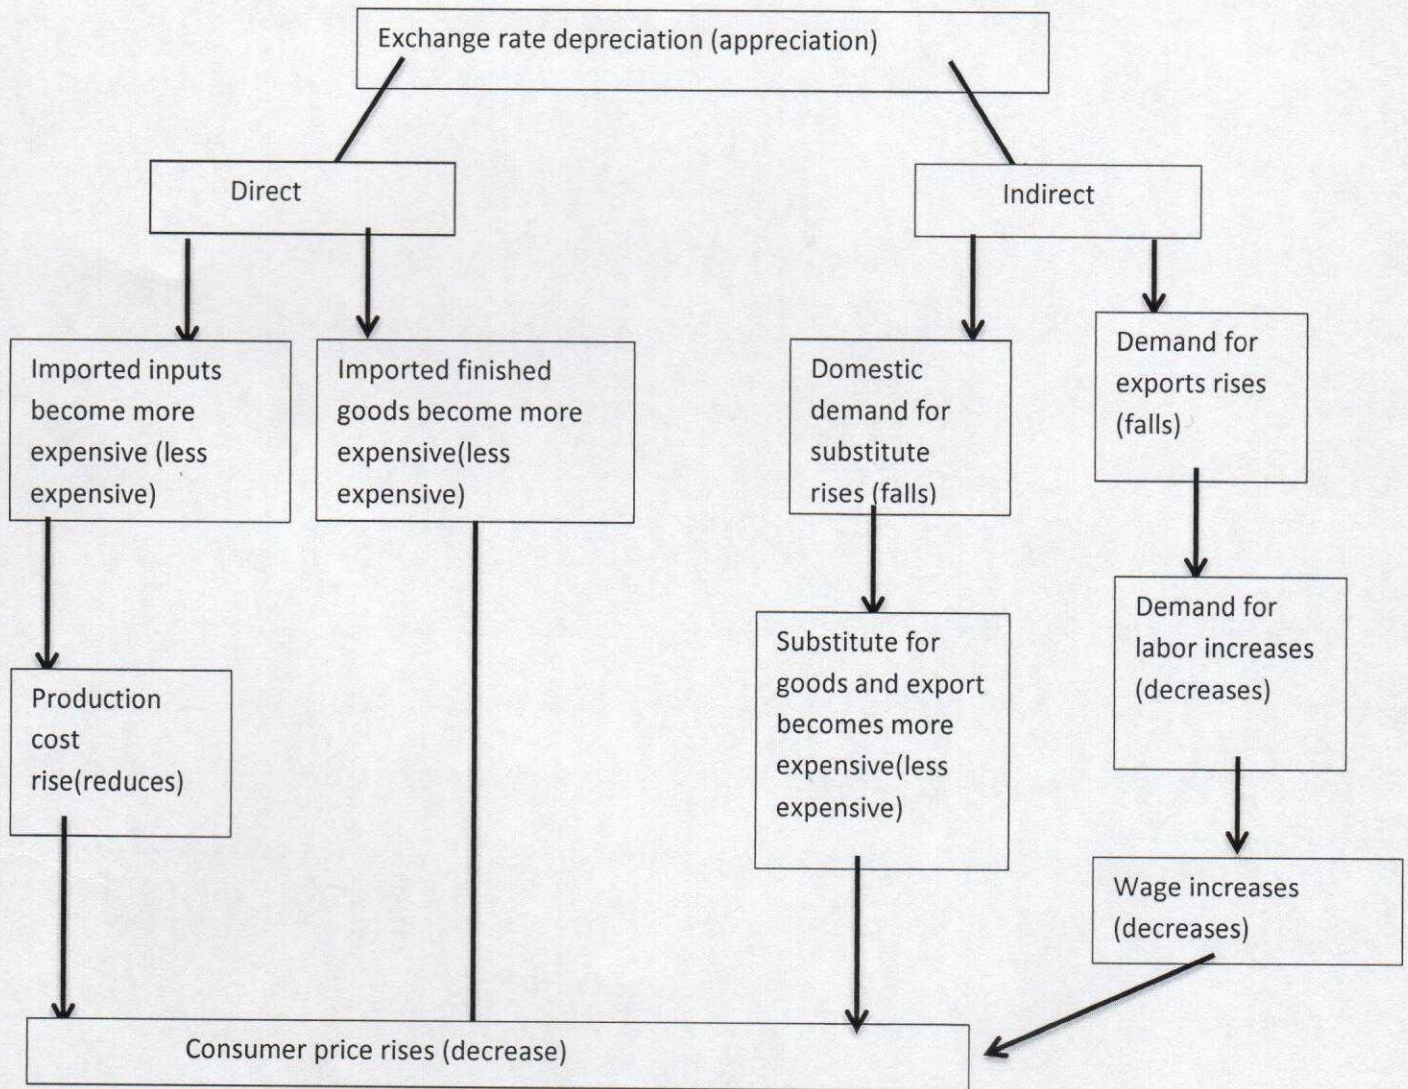 Exchange rate depreciation (appreciation)
Direct
Indirect
Imported inputs
become more
expensive (less
expensive)
Imported finished
goods become more
expensive(less
expensive)
Domestic
demand for
substitute
rises (falls)
Demand for
exports rises
(falls)
Production
cost
rise(reduces)
Substitute for
goods and export
becomes more
expensive(less
expensive)
Demand for
labor increases
(decreases)
Wage increases
(decreases)
Consumer price rises (decrease)